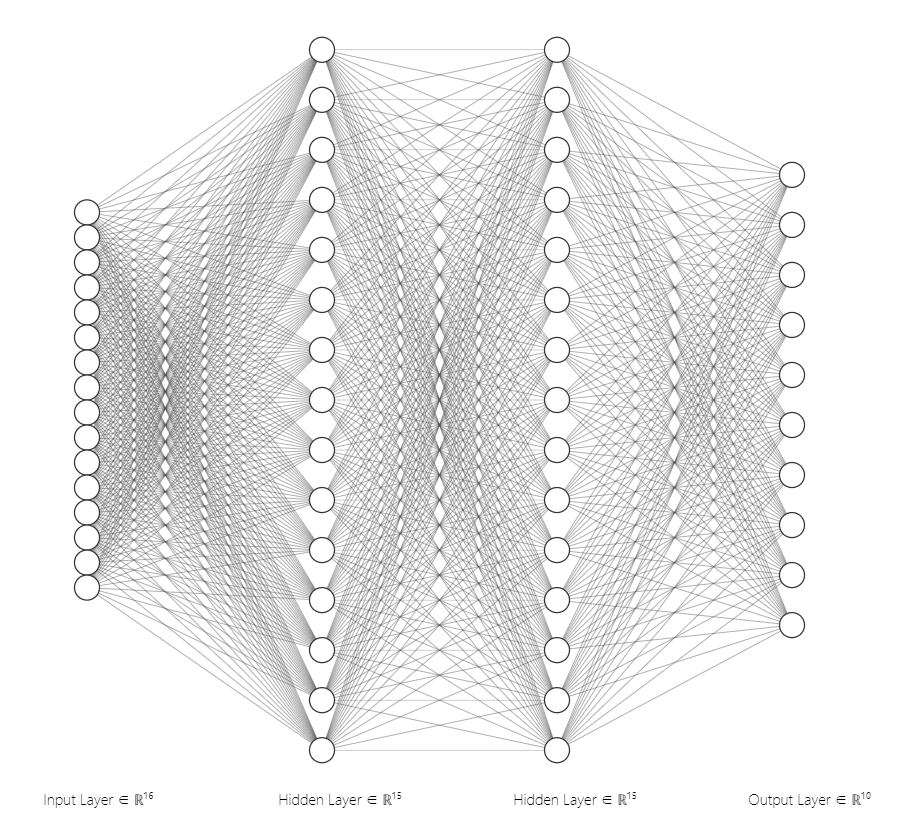 Input Layer ∈ ℝ¹⁶
Hidden Layer ∈ ℝ¹⁵
Hidden Layer ∈ ℝ¹⁵
Output Layer ∈ ℝ¹⁰